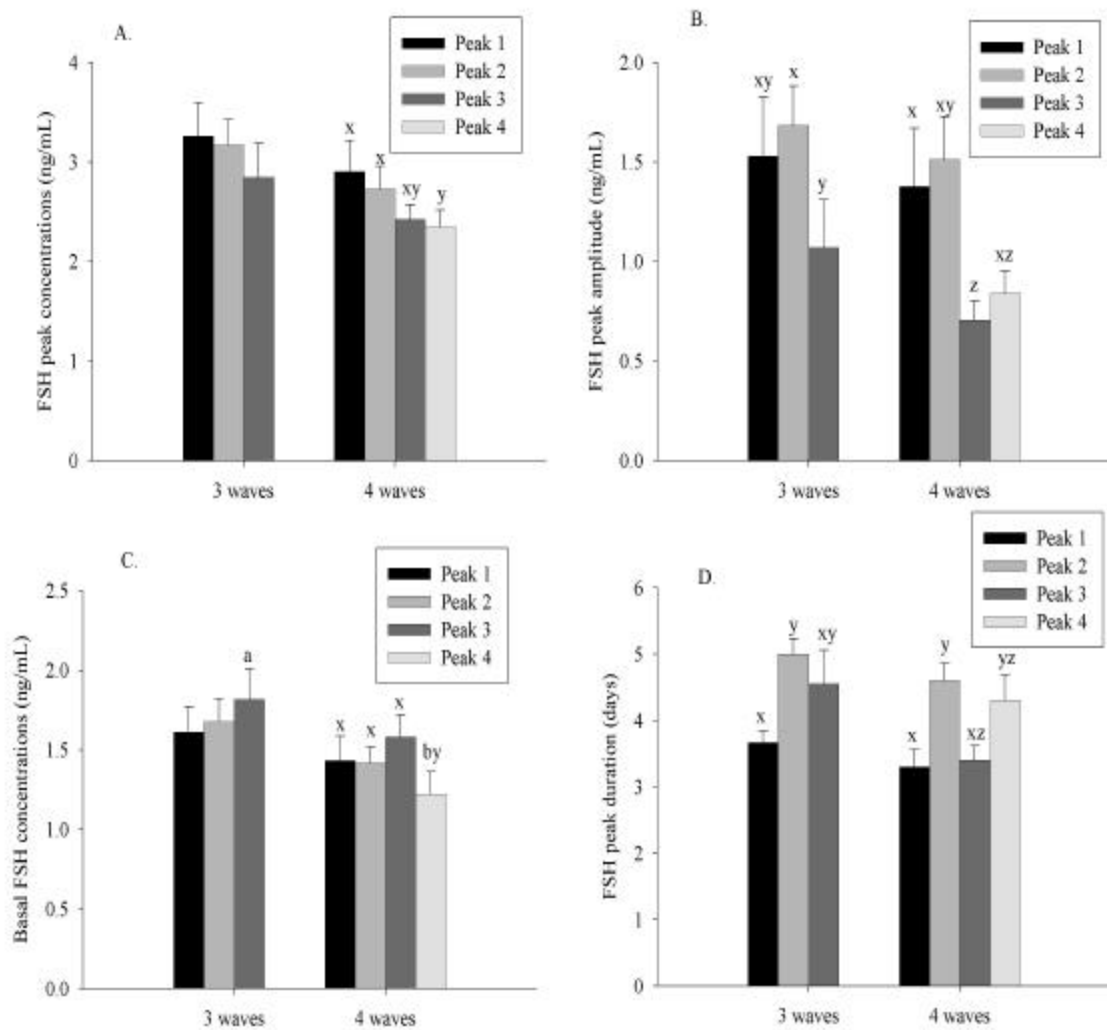 A.
Peak 1
Peak 2
Peak 3
Peak 4
FSH peak concentrations (ng/mL)
4
3
2
1
0
x
x
xy
y
3 waves
4 waves
B.
Peak 1
Peak 2
Peak 3
Peak 4
FSH peak amplitude (ng/mL)
2.0
1.5
1.0
0.5
0.0
xy
x
y
x
xy
z
xz
3 waves
4 waves
C.
Peak 1
Peak 2
Peak 3
Peak 4
Basal FSH concentrations (ng/mL)
2.5
2.0
1.5
1.0
0.5
0.0
a
x
x
x
by
3 waves
4 waves
D.
Peak 1
Peak 2
Peak 3
Peak 4
FSH peak duration (days)
6
5
4
3
2
1
0
x
y
xy
x
y
xz
yz
3 waves
4 waves